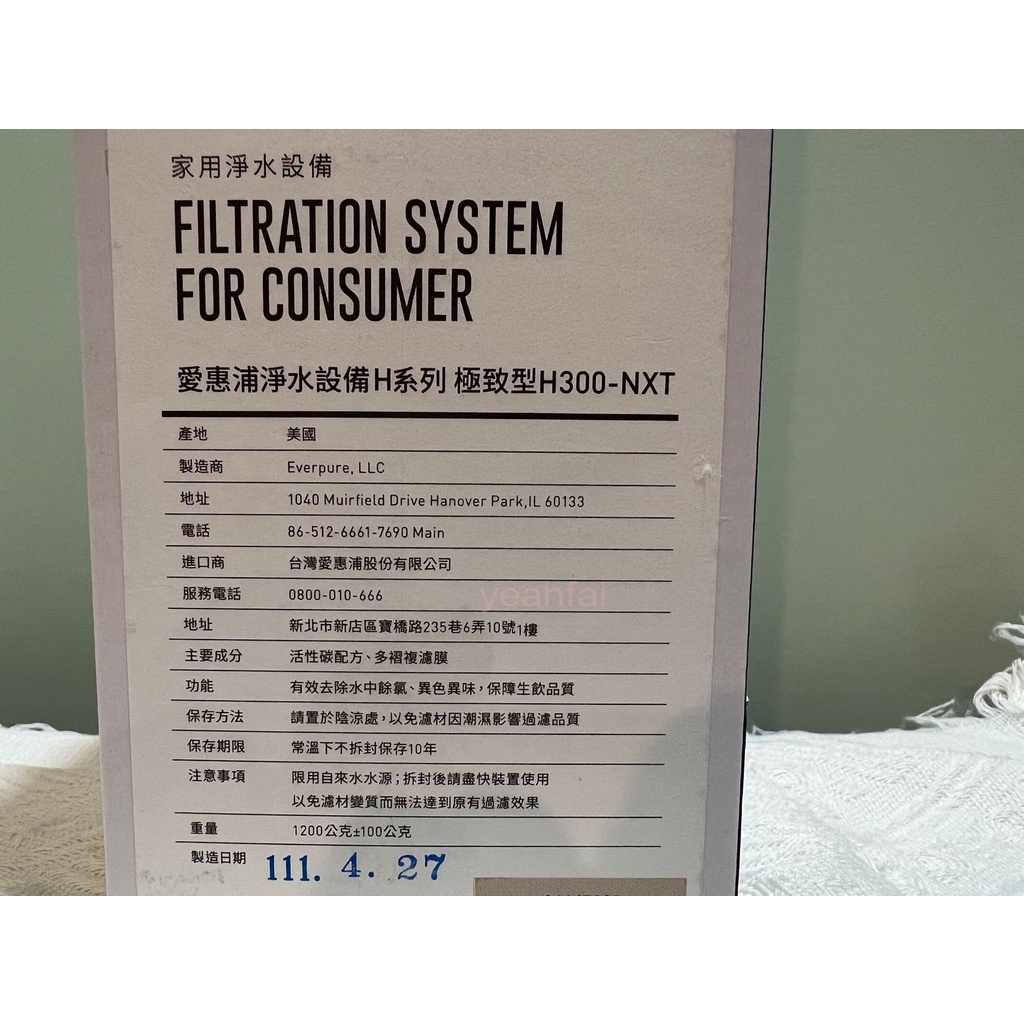 家用淨水設備
FILTRATION SYSTEM
FOR CONSUMER
愛惠浦淨水設備H系列 極致型H300-NXT
產地 美國
製造商 Everpure, LLC
地址 1040 Muirfield Drive Hanover Park,IL 60133
電話 86-512-6661-7690 Main
進口商 台灣愛惠浦股份有限公司
服務電話 0800-010-666
yeahfai
地址 新北市新店區寶橋路235巷6弄10號1樓
主要成分 活性碳配方、多褶複濾膜
功能 有效去除水中餘氯、異色異味，保障生飲品質
保存方法 請置於陰涼處，以免濾材因潮濕影響過濾品質
保存期限 常溫下不拆封保存10年
注意事項 限用自來水水源；拆封後請盡快裝置使用
以免濾材變質而無法達到原有過濾效果
重量 1200公克±100公克
製造日期 111. 4. 27